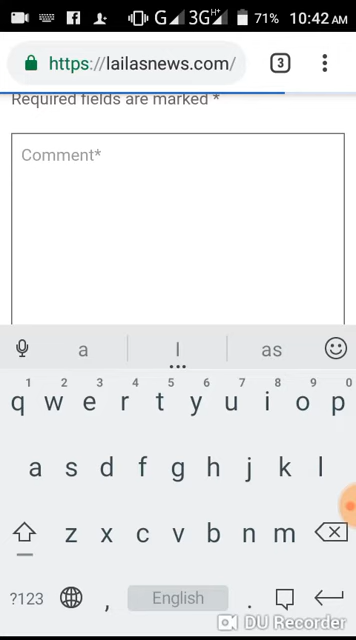 G 3G H+ 71% 10:42 AM
https://lailasnews.com/ 3
Required fields are marked *
Comment*
a I as
1 2 3 4 5 6 7 8 9 0
q w e r t y u i o p
a s d f g h j k l
z x c v b n m
?123 , English .
DU Recorder